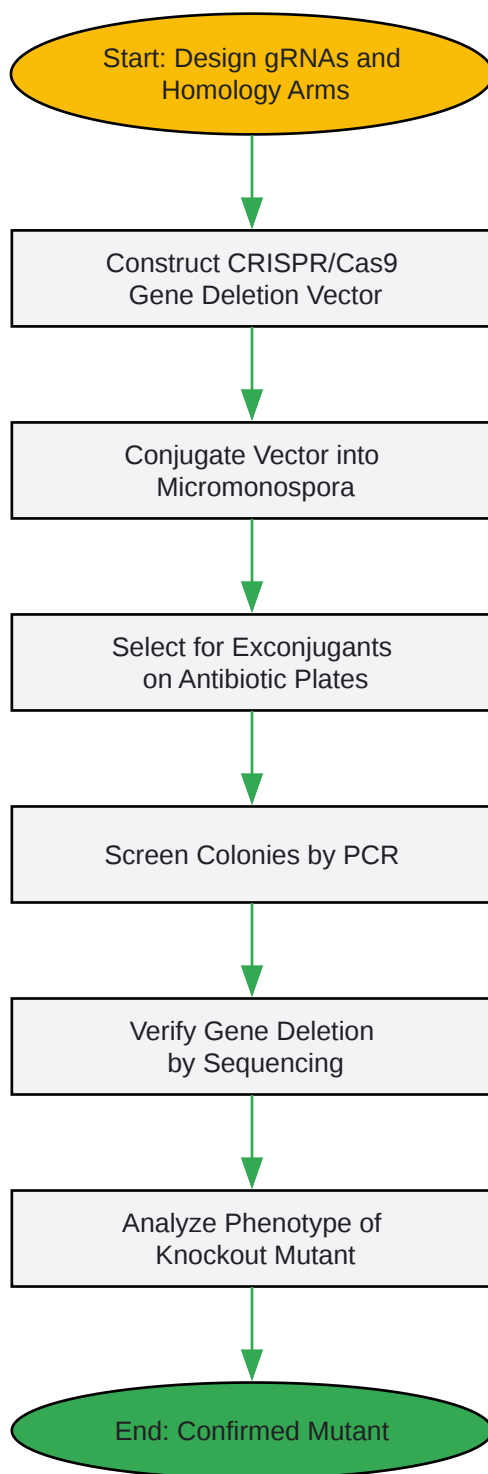 Start: Design gRNAs and
Homology Arms
Construct CRISPR/Cas9
Gene Deletion Vector
Conjugate Vector into
Micromonospora
Select for Exconjugants
on Antibiotic Plates
Screen Colonies by PCR
Verify Gene Deletion
by Sequencing
Analyze Phenotype of
Knockout Mutant
End: Confirmed Mutant